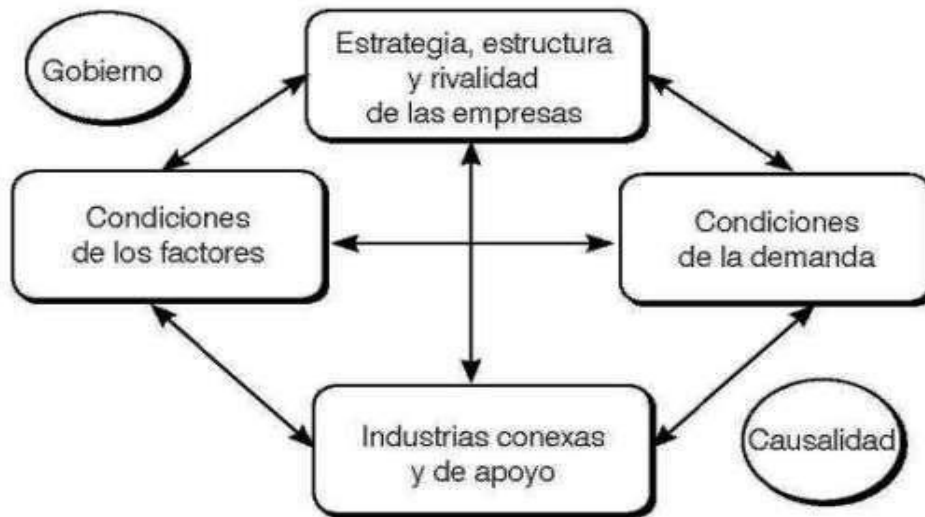 Gobierno
Estrategia, estructura
y rivalidad
de las empresas
Condiciones
de los factores
Condiciones
de la demanda
Industrias conexas
y de apoyo
Causalidad